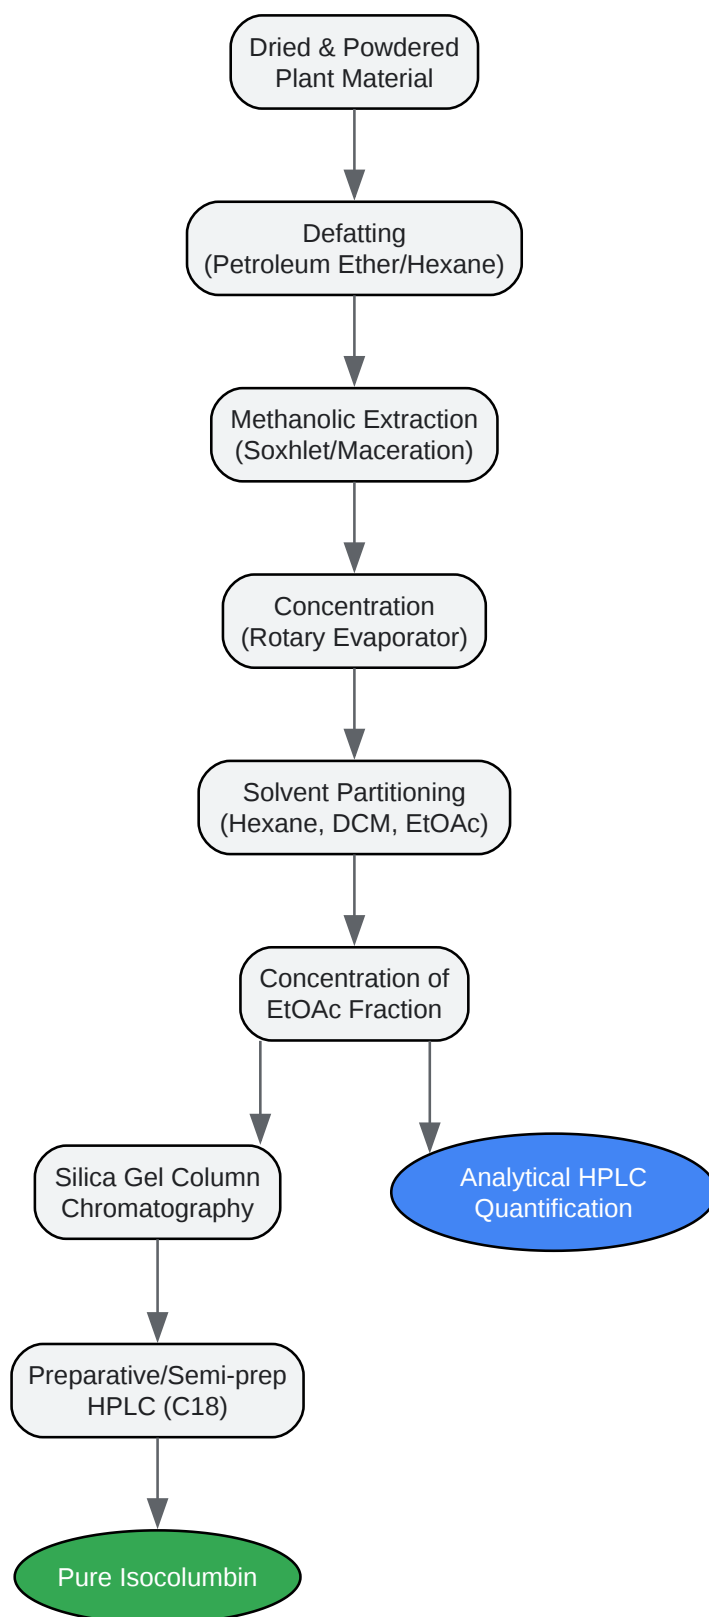 Dried & Powdered
Plant Material
Defatting
(Petroleum Ether/Hexane)
Methanolic Extraction
(Soxhlet/Maceration)
Concentration
(Rotary Evaporator)
Solvent Partitioning
(Hexane, DCM, EtOAc)
Concentration of
EtOAc Fraction
Silica Gel Column
Chromatography
Analytical HPLC
Quantification
Preparative/Semi-prep
HPLC (C18)
Pure Isocolumbin